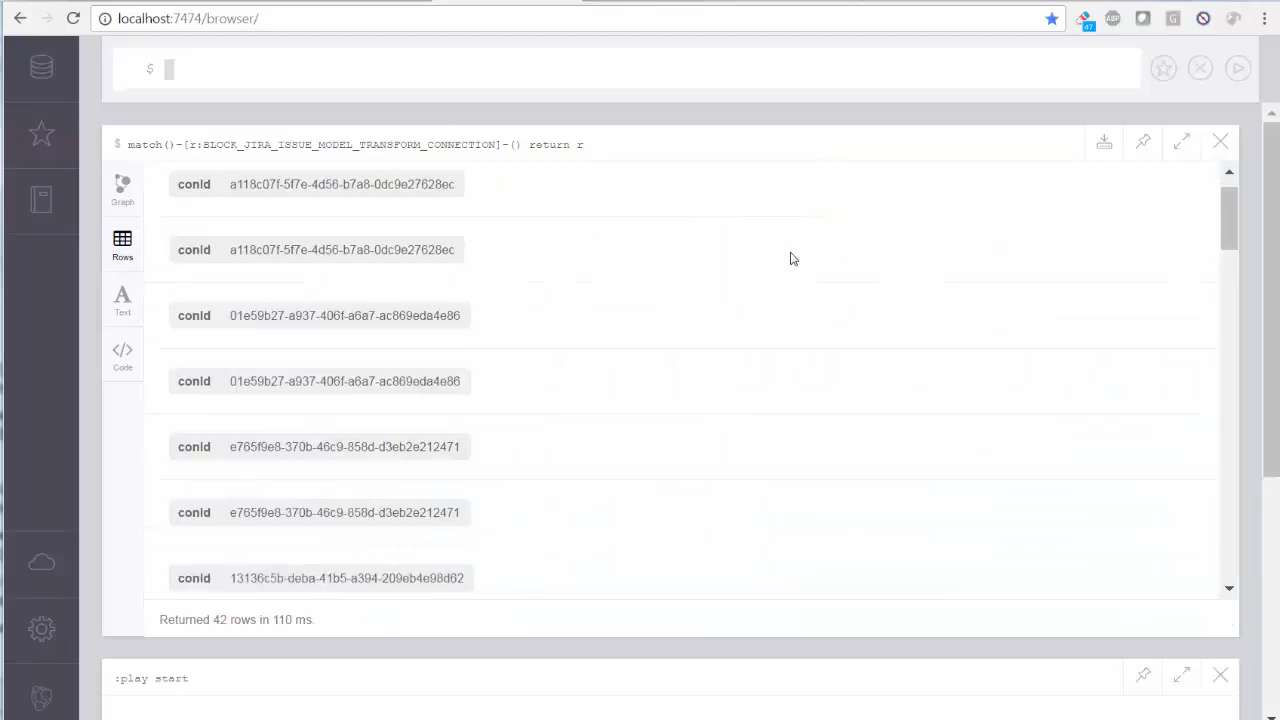 localhost:7474/browser/
47
ABP
G
$
$ match()-[r:BLOCK_JIRA_ISSUE_MODEL_TRANSFORM_CONNECTION]-() return r
Graph
Rows
A
Text
</>
Code
conId a118c07f-5f7e-4d56-b7a8-0dc9e27628ec
conId a118c07f-5f7e-4d56-b7a8-0dc9e27628ec
conId 01e59b27-a937-406f-a6a7-ac869eda4e86
conId 01e59b27-a937-406f-a6a7-ac869eda4e86
conId e765f9e8-370b-46c9-858d-d3eb2e212471
conId e765f9e8-370b-46c9-858d-d3eb2e212471
conId 13136c5b-deba-41b5-a394-209eb4e98d62
Returned 42 rows in 110 ms.
:play start